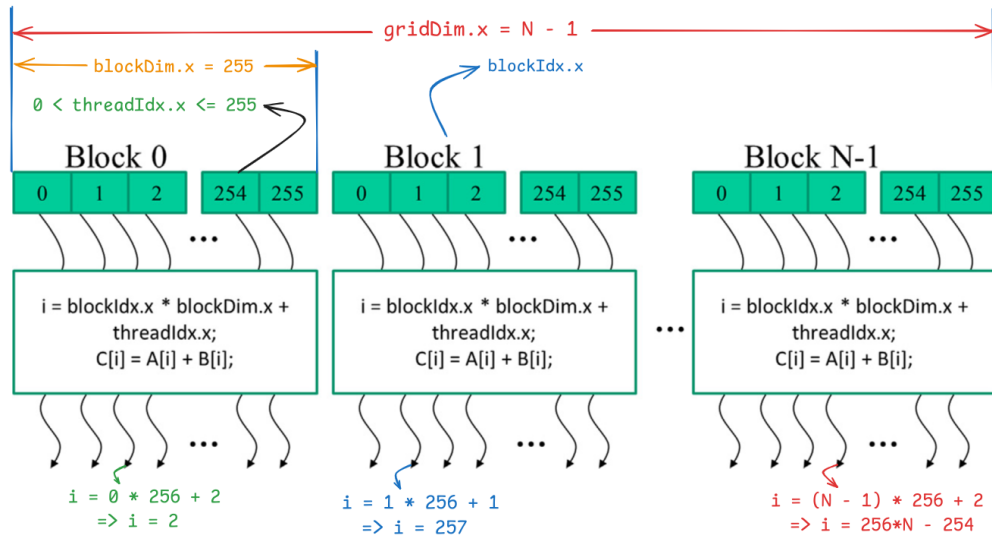 gridDim.x = N - 1
blockDim.x = 255
blockIdx.x
0 < threadIdx.x <= 255
Block 0
Block 1
Block N-1
0 1 2 254 255
0 1 2 254 255
0 1 2 254 255
...
...
...
i = blockIdx.x * blockDim.x +
threadIdx.x;
C[i] = A[i] + B[i];
i = blockIdx.x * blockDim.x +
threadIdx.x;
C[i] = A[i] + B[i];
...
i = blockIdx.x * blockDim.x +
threadIdx.x;
C[i] = A[i] + B[i];
...
...
...
i = 0 * 256 + 2
=> i = 2
i = 1 * 256 + 1
=> i = 257
i = (N - 1) * 256 + 2
=> i = 256*N - 254